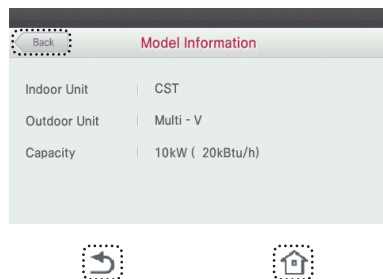 Back
Model Information
Indoor Unit CST
Outdoor Unit Multi - V
Capacity 10kW ( 20kBtu/h)